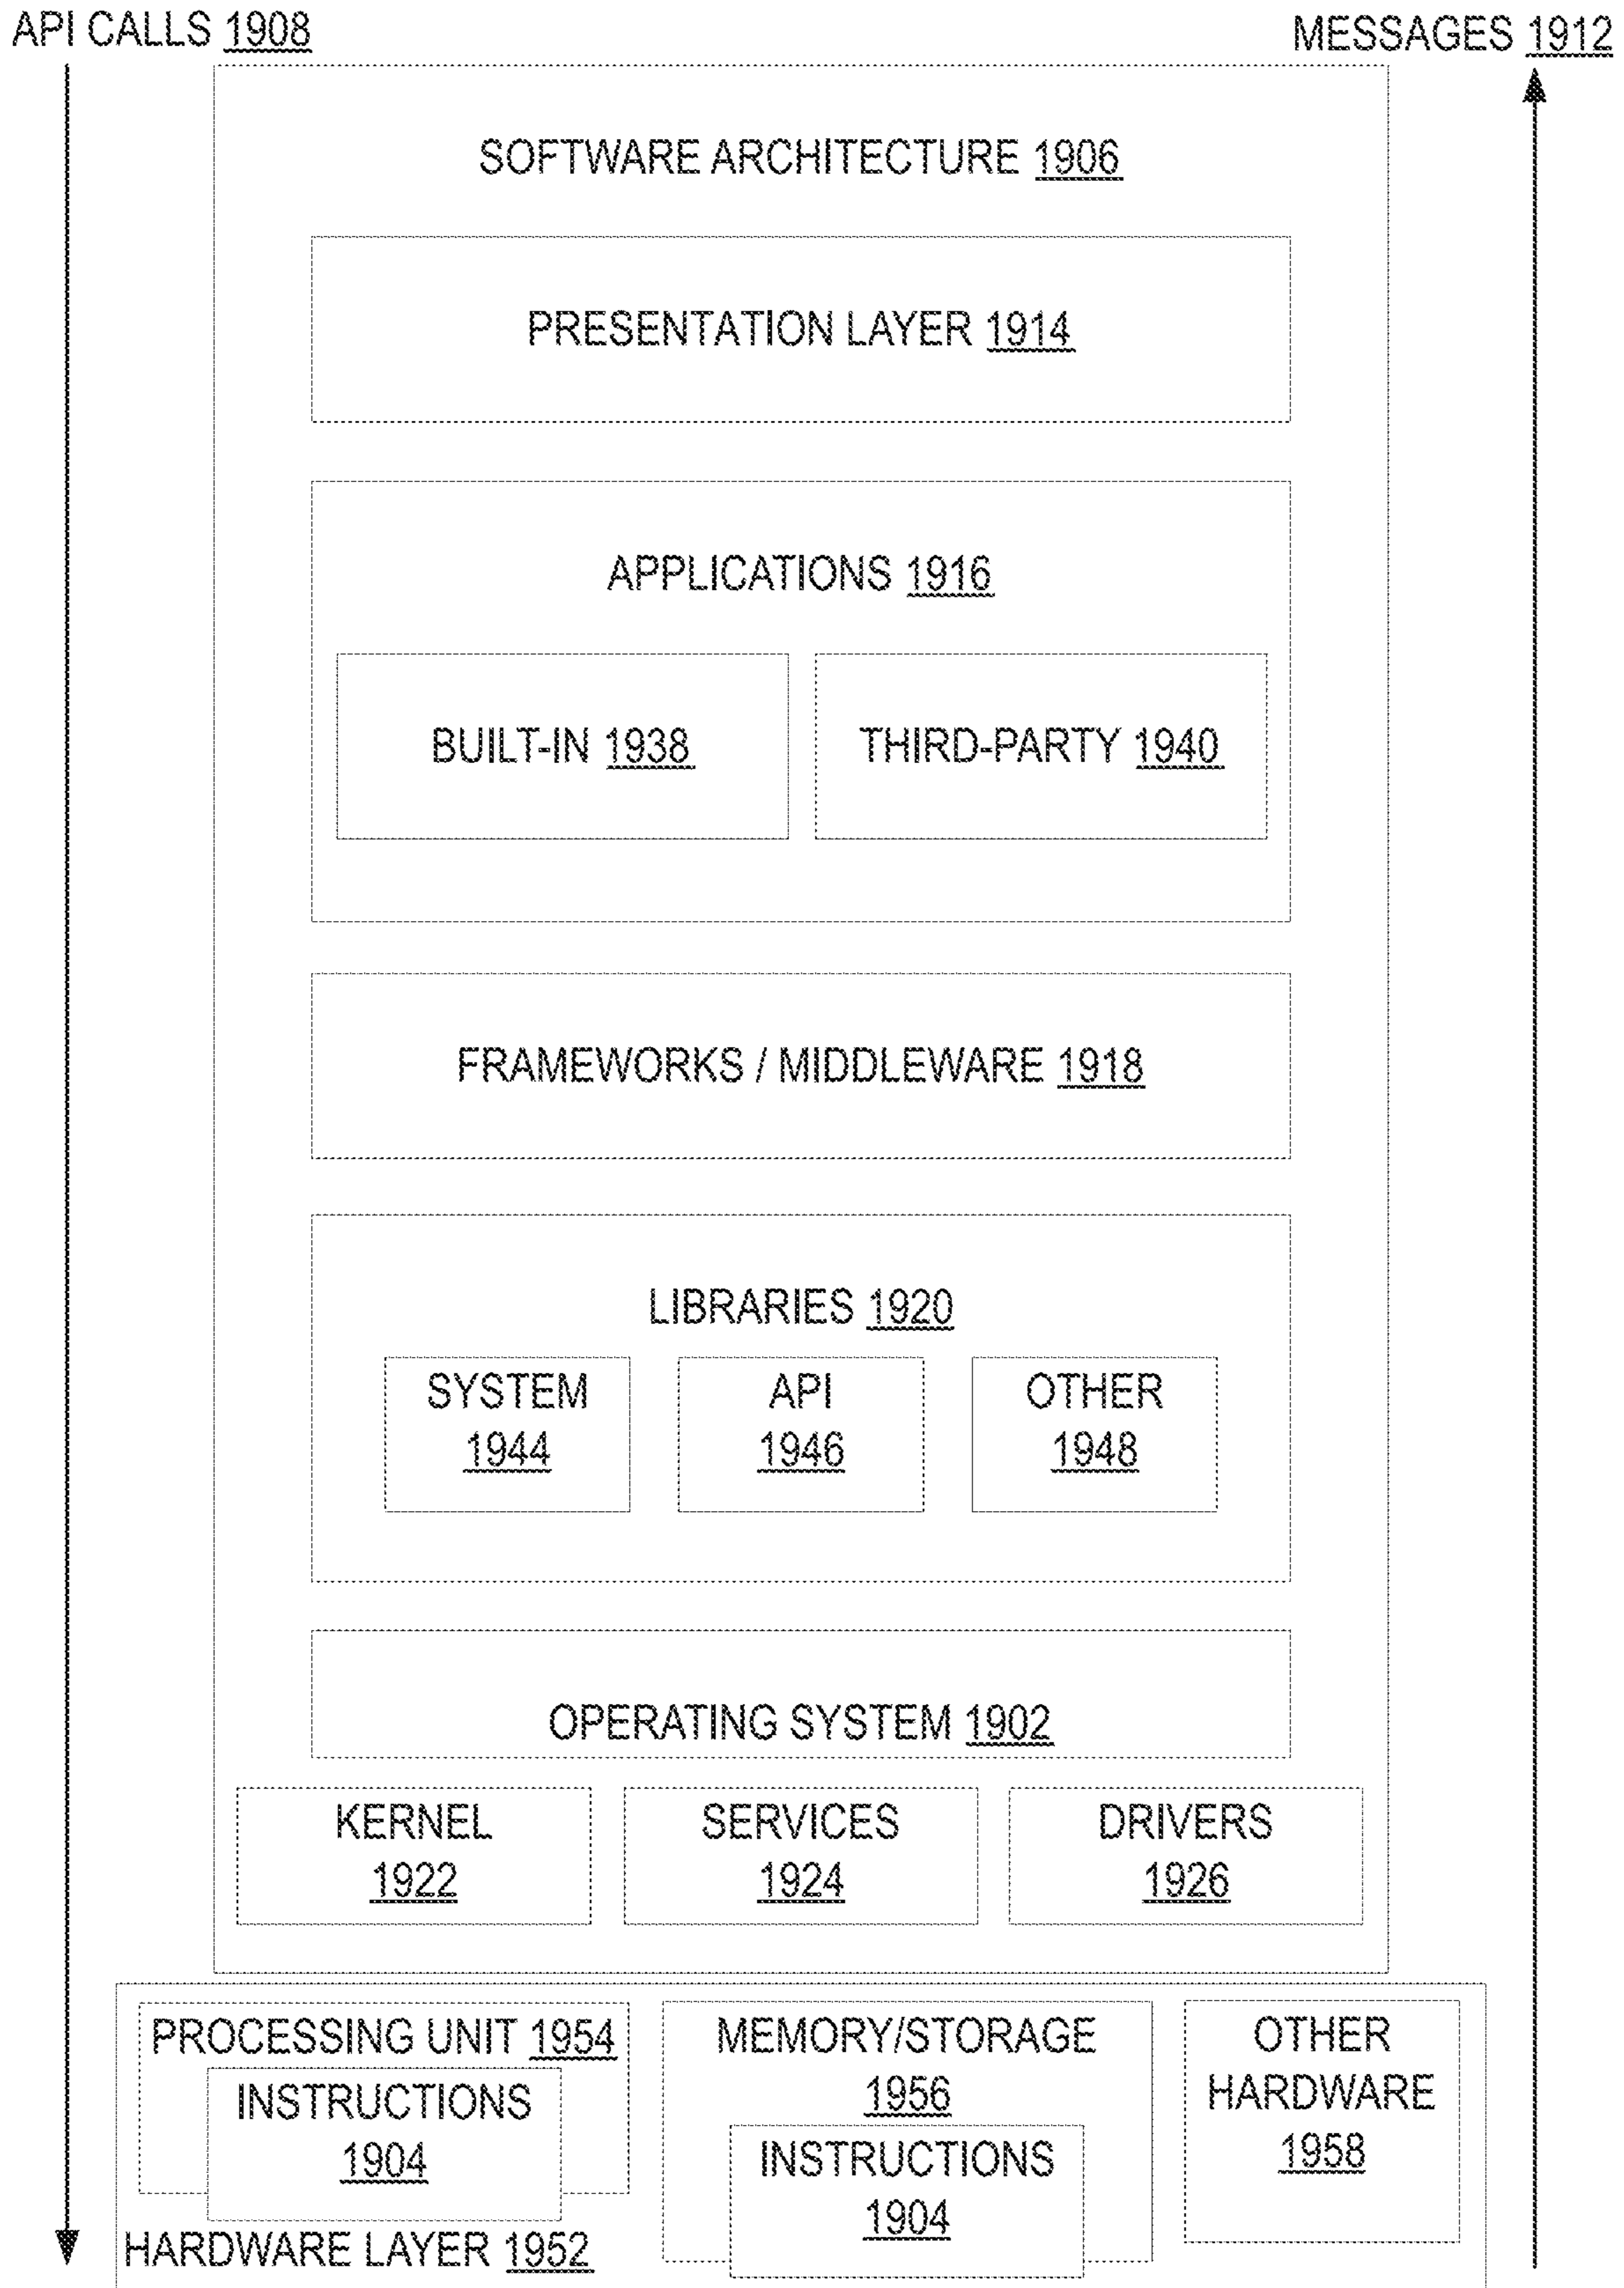 API CALLS 1908
MESSAGES 1912
SOFTWARE ARCHITECTURE 1906
PRESENTATION LAYER 1914
APPLICATIONS 1916
BUILT-IN 1938
THIRD-PARTY 1940
FRAMEWORKS / MIDDLEWARE 1918
LIBRARIES 1920
SYSTEM
1944
API
1946
OTHER
1948
OPERATING SYSTEM 1902
KERNEL
1922
SERVICES
1924
DRIVERS
1926
PROCESSING UNIT 1954
INSTRUCTIONS
1904
MEMORY/STORAGE
1956
INSTRUCTIONS
1904
OTHER
HARDWARE
1958
HARDWARE LAYER 1952